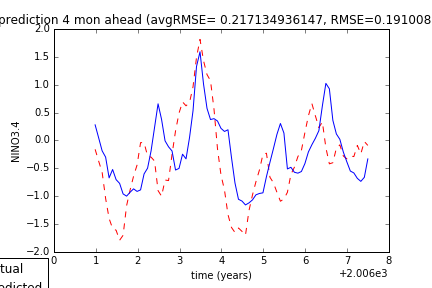 prediction 4 mon ahead (avgRMSE= 0.217134936147, RMSE=0.191008
2.0
1.5
1.0
0.5
0.0
−0.5
−1.0
−1.5
−2.0
NINO3.4
0 1 2 3 4 5 6 7 8
time (years)
+2.006e3
tual
edicted